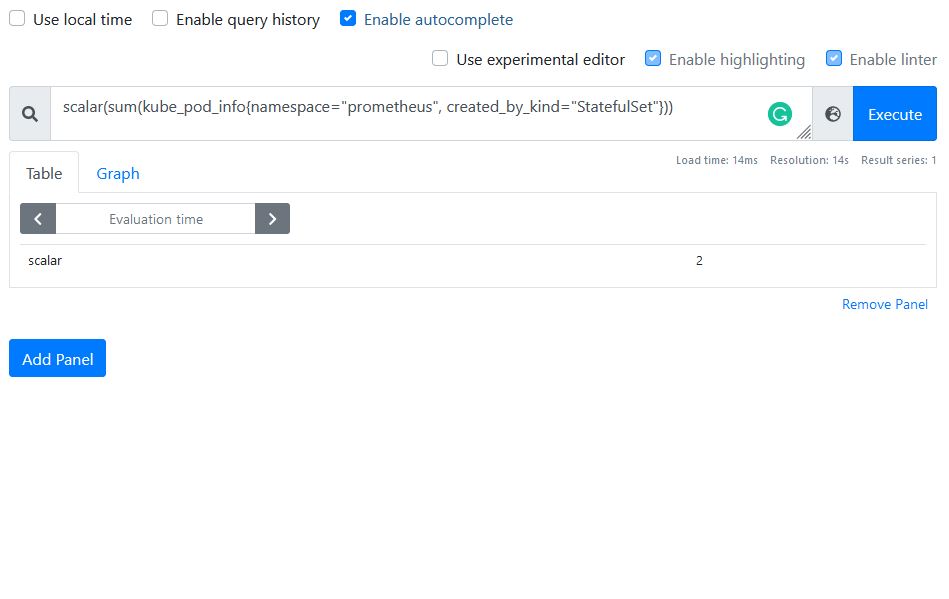 Use local time Enable query history Enable autocomplete
Use experimental editor Enable highlighting Enable linter
scalar(sum(kube_pod_info{namespace="prometheus", created_by_kind="StatefulSet"}))
Execute
Load time: 14ms Resolution: 14s Result series: 1
Table Graph
Evaluation time
scalar 2
Remove Panel
Add Panel